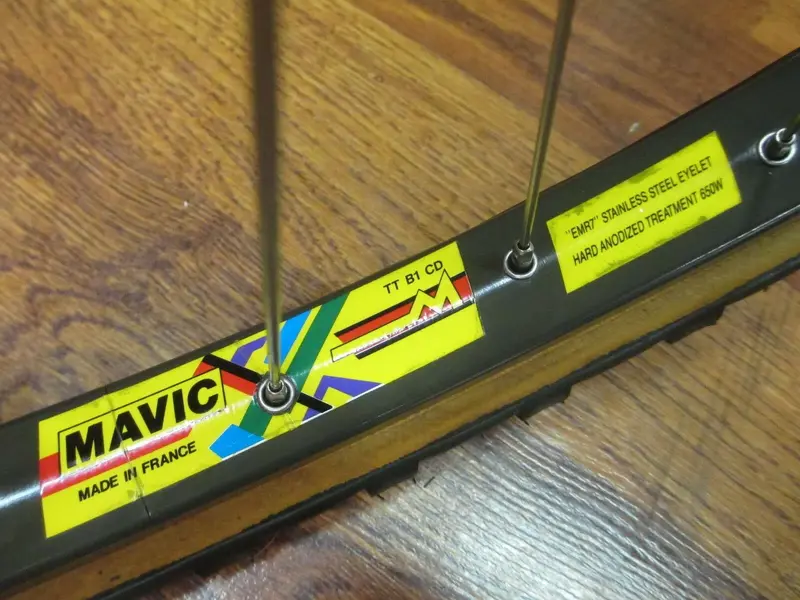 MAVIC
MADE IN FRANCE
TT B1 CD
"EMR7" STAINLESS STEEL EYELET
HARD ANODIZED TREATMENT 650W